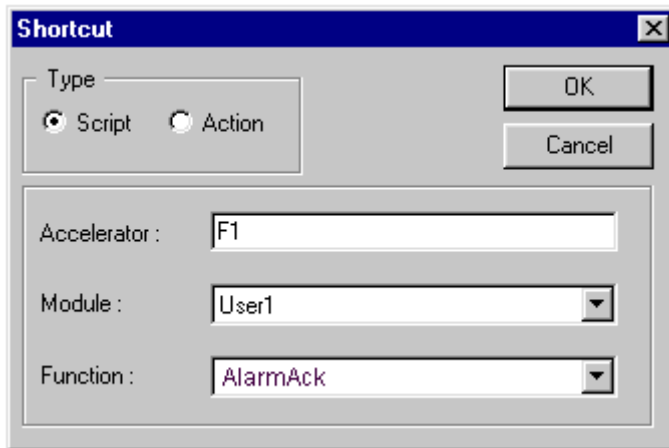 Shortcut
Type
Script Action
OK
Cancel
Accelerator : F1
Module : User1
Function : AlarmAck